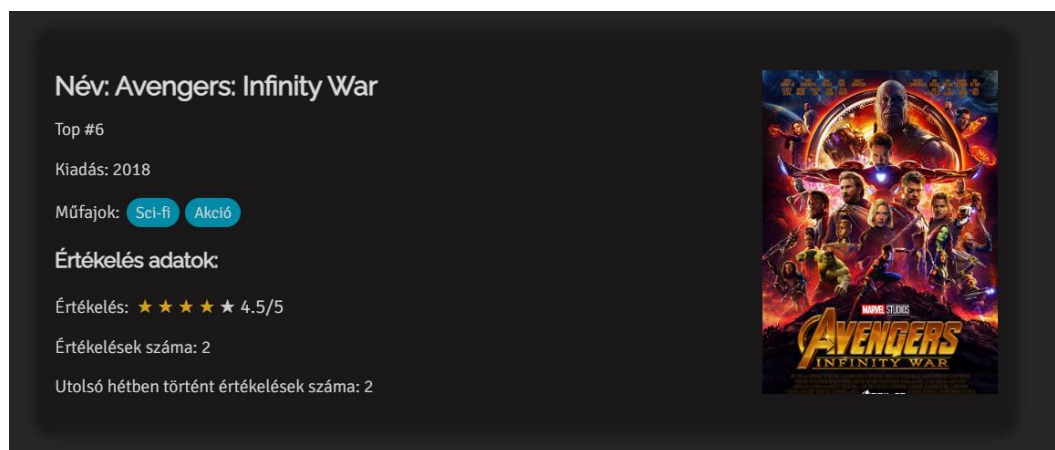 Név: Avengers: Infinity War
Top #6
Kiadás: 2018
Műfajok: Sci-fi Akció
Értékelés adatok:
Értékelés: ★ ★ ★ ★ ★ 4.5/5
Értékelések száma: 2
Utolsó hétben történt értékelések száma: 2
MARVEL STUDIOS
AVENGERS
INFINITY WAR